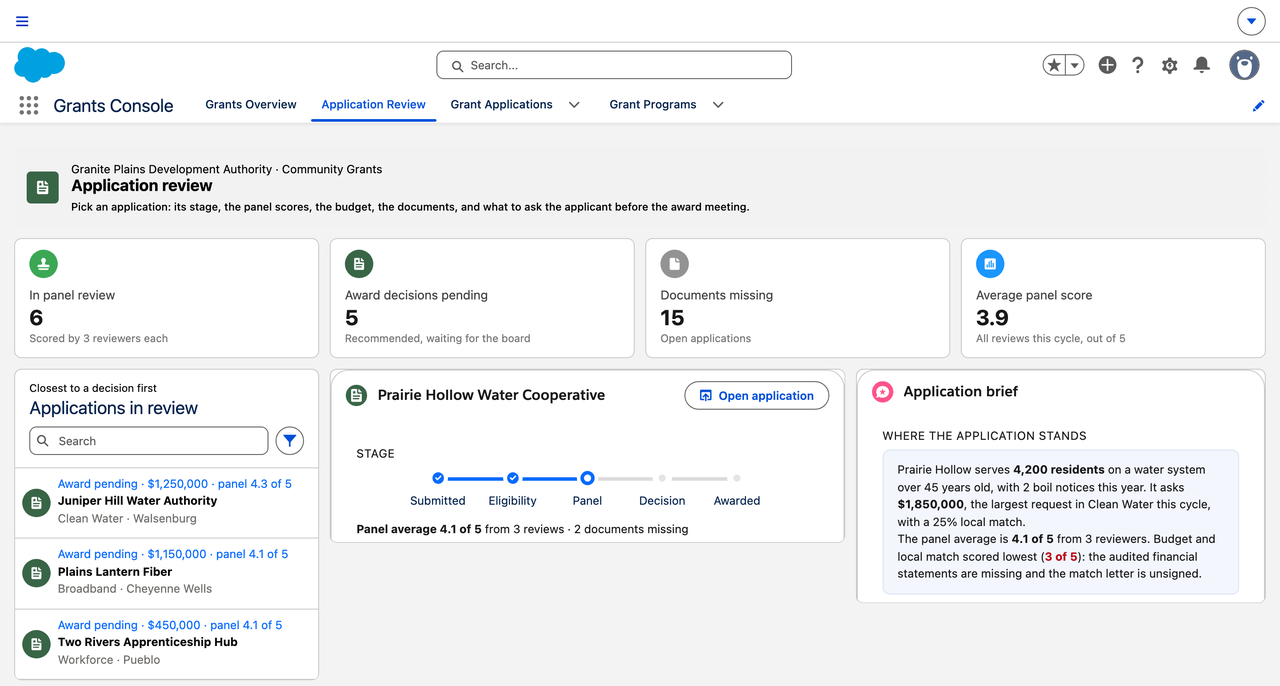 Search...
Grants Console
Grants Overview
Application Review
Grant Applications
Grant Programs
Granite Plains Development Authority · Community Grants
Application review
Pick an application: its stage, the panel scores, the budget, the documents, and what to ask the applicant before the award meeting.
In panel review
6
Scored by 3 reviewers each
Award decisions pending
5
Recommended, waiting for the board
Documents missing
15
Open applications
Average panel score
3.9
All reviews this cycle, out of 5
Closest to a decision first
Applications in review
Search
Award pending · $1,250,000 · panel 4.3 of 5
Juniper Hill Water Authority
Clean Water · Walsenburg
Award pending · $1,150,000 · panel 4.1 of 5
Plains Lantern Fiber
Broadband · Cheyenne Wells
Award pending · $450,000 · panel 4.1 of 5
Two Rivers Apprenticeship Hub
Workforce · Pueblo
Prairie Hollow Water Cooperative
Open application
STAGE
Submitted
Eligibility
Panel
Decision
Awarded
Panel average 4.1 of 5 from 3 reviews · 2 documents missing
Application brief
WHERE THE APPLICATION STANDS
Prairie Hollow serves 4,200 residents on a water system
over 45 years old, with 2 boil notices this year. It asks
$1,850,000, the largest request in Clean Water this cycle,
with a 25% local match.
The panel average is 4.1 of 5 from 3 reviewers. Budget and
local match scored lowest (3 of 5): the audited financial
statements are missing and the match letter is unsigned.